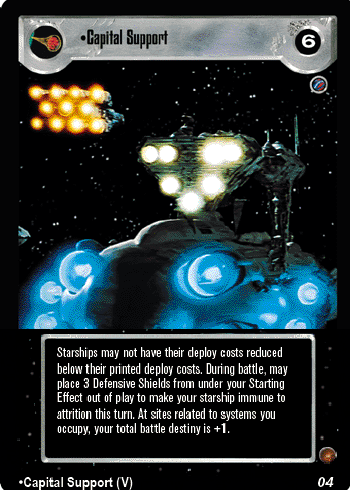 •Capital Support
6
Starships may not have their deploy costs reduced
below their printed deploy costs. During battle, may
place 3 Defensive Shields from under your Starting
Effect out of play to make your starship immune to
attrition this turn. At sites related to systems you
occupy, your total battle destiny is +1.
•Capital Support (V)
04